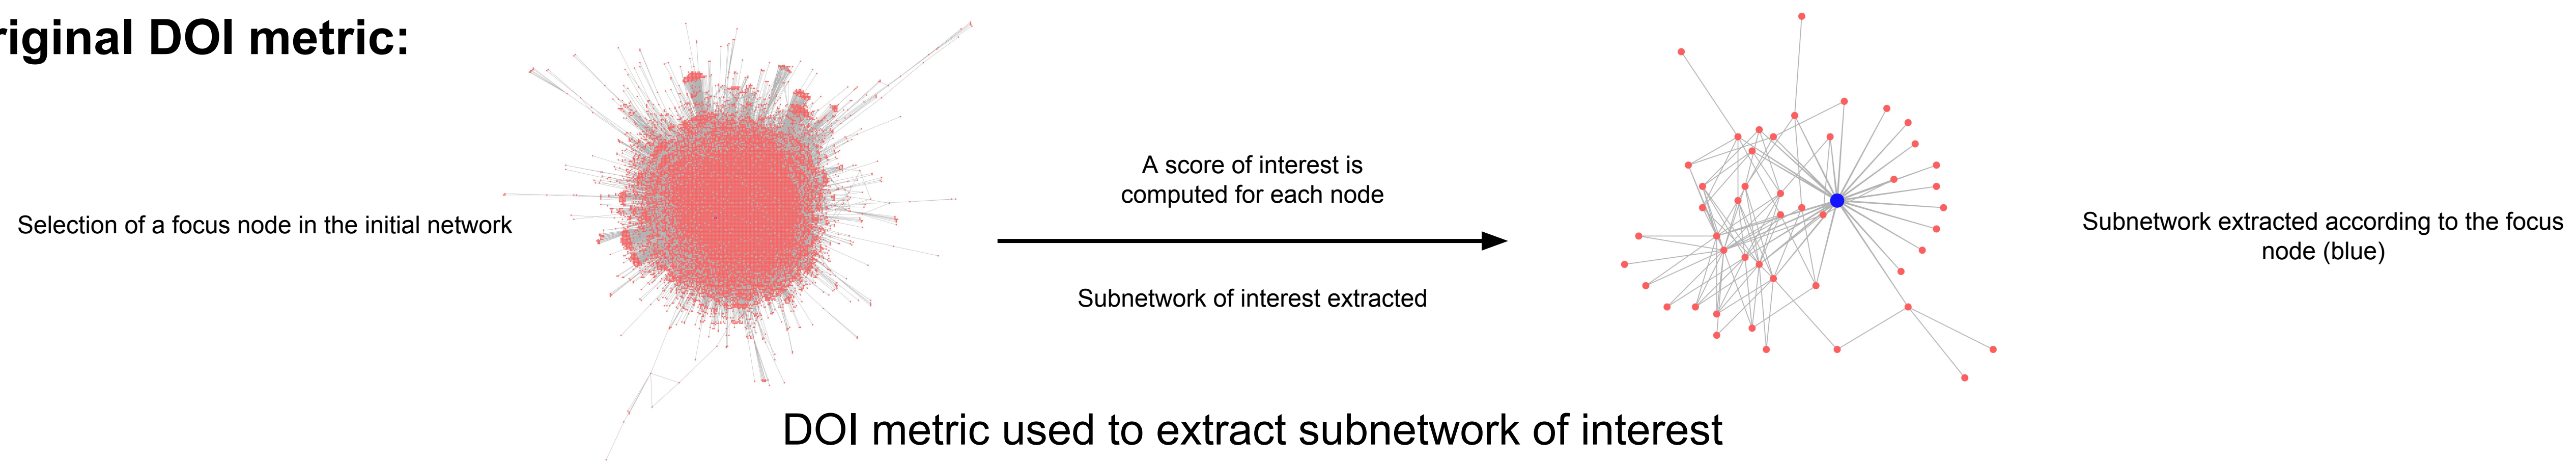 riginal DOI metric:
Selection of a focus node in the initial network
A score of interest is
computed for each node
Subnetwork of interest extracted
Subnetwork extracted according to the focus
node (blue)
DOI metric used to extract subnetwork of interest